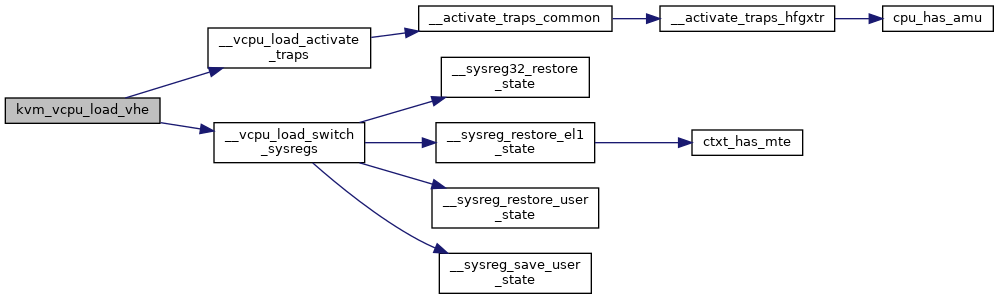 kvm_vcpu_load_vhe
__vcpu_load_activate
_traps
__activate_traps_common
__activate_traps_hfgxtr
cpu_has_amu
__vcpu_load_switch
_sysregs
__sysreg32_restore
_state
__sysreg_restore_el1
_state
ctxt_has_mte
__sysreg_restore_user
_state
__sysreg_save_user
_state